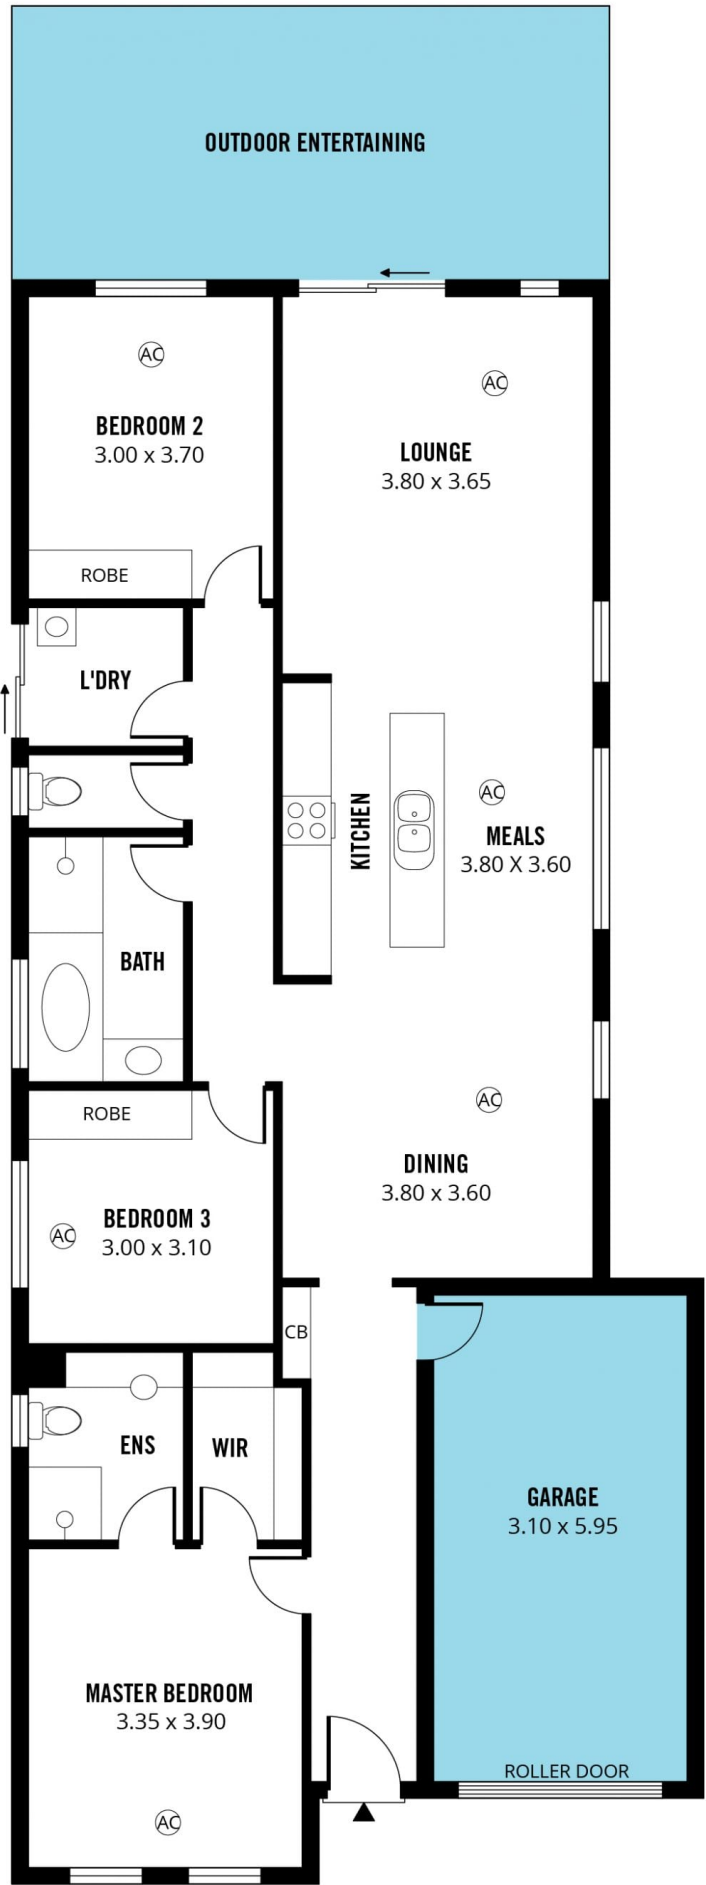 OUTDOOR ENTERTAINING
AC
BEDROOM 2
3.00 x 3.70
ROBE
AC
LOUNGE
3.80 x 3.65
L'DRY
KITCHEN
AC
MEALS
3.80 X 3.60
BATH
ROBE
AC
BEDROOM 3
3.00 x 3.10
AC
DINING
3.80 x 3.60
CB
ENS
WIR
GARAGE
3.10 x 5.95
MASTER BEDROOM
3.35 x 3.90
AC
ROLLER DOOR